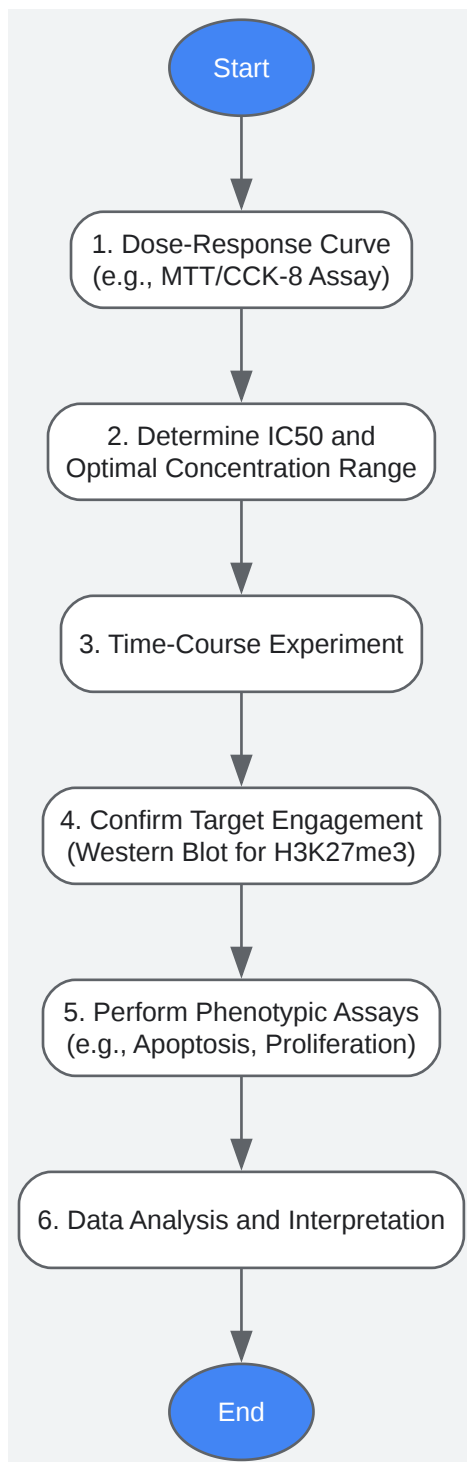 Start
1. Dose-Response Curve
(e.g., MTT/CCK-8 Assay)
2. Determine IC50 and
Optimal Concentration Range
3. Time-Course Experiment
4. Confirm Target Engagement
(Western Blot for H3K27me3)
5. Perform Phenotypic Assays
(e.g., Apoptosis, Proliferation)
6. Data Analysis and Interpretation
End